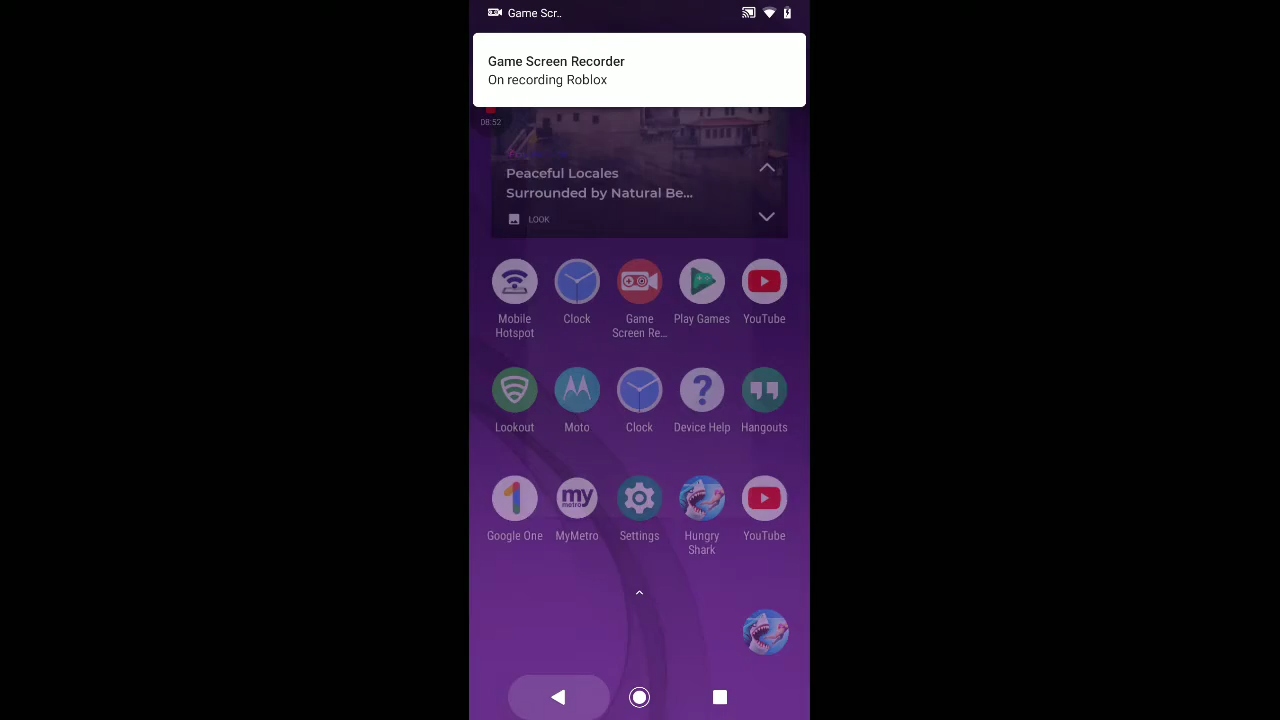 Game Scr..
Game Screen Recorder
On recording Roblox
08:52
Peaceful Locales
Surrounded by Natural Be...
LOOK
Mobile Hotspot
Clock
Game Screen Re...
Play Games
YouTube
Lookout
my metro
Moto
Clock
Device Help
Hangouts
Google One
MyMetro
Settings
Hungry Shark
YouTube